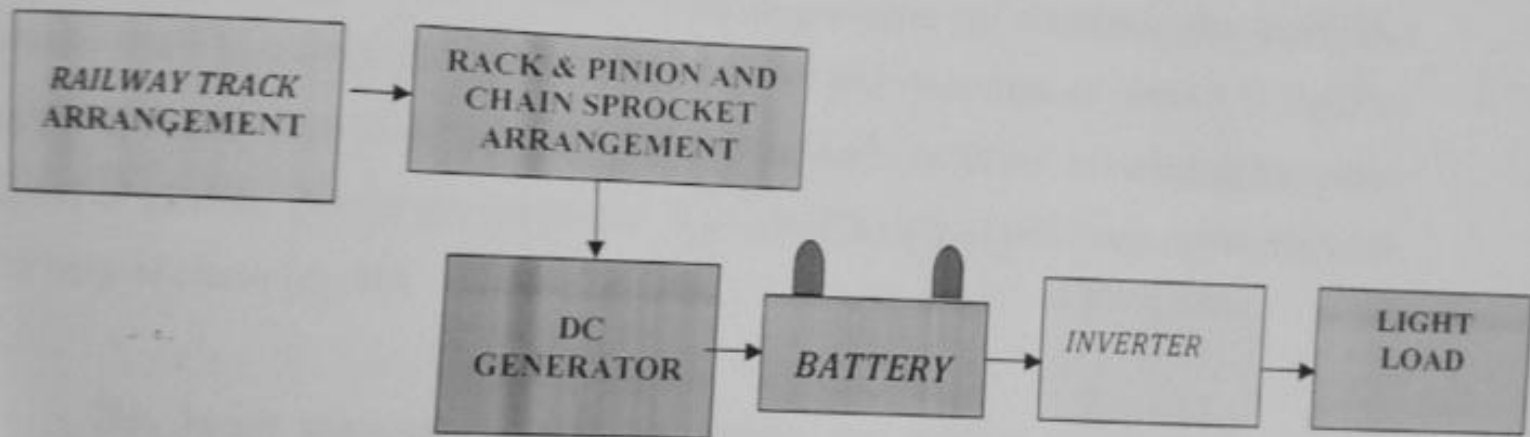 RAILWAY TRACK
ARRANGEMENT
RACK & PINION AND
CHAIN SPROCKET
ARRANGEMENT
DC
GENERATOR
BATTERY
INVERTER
LIGHT
LOAD